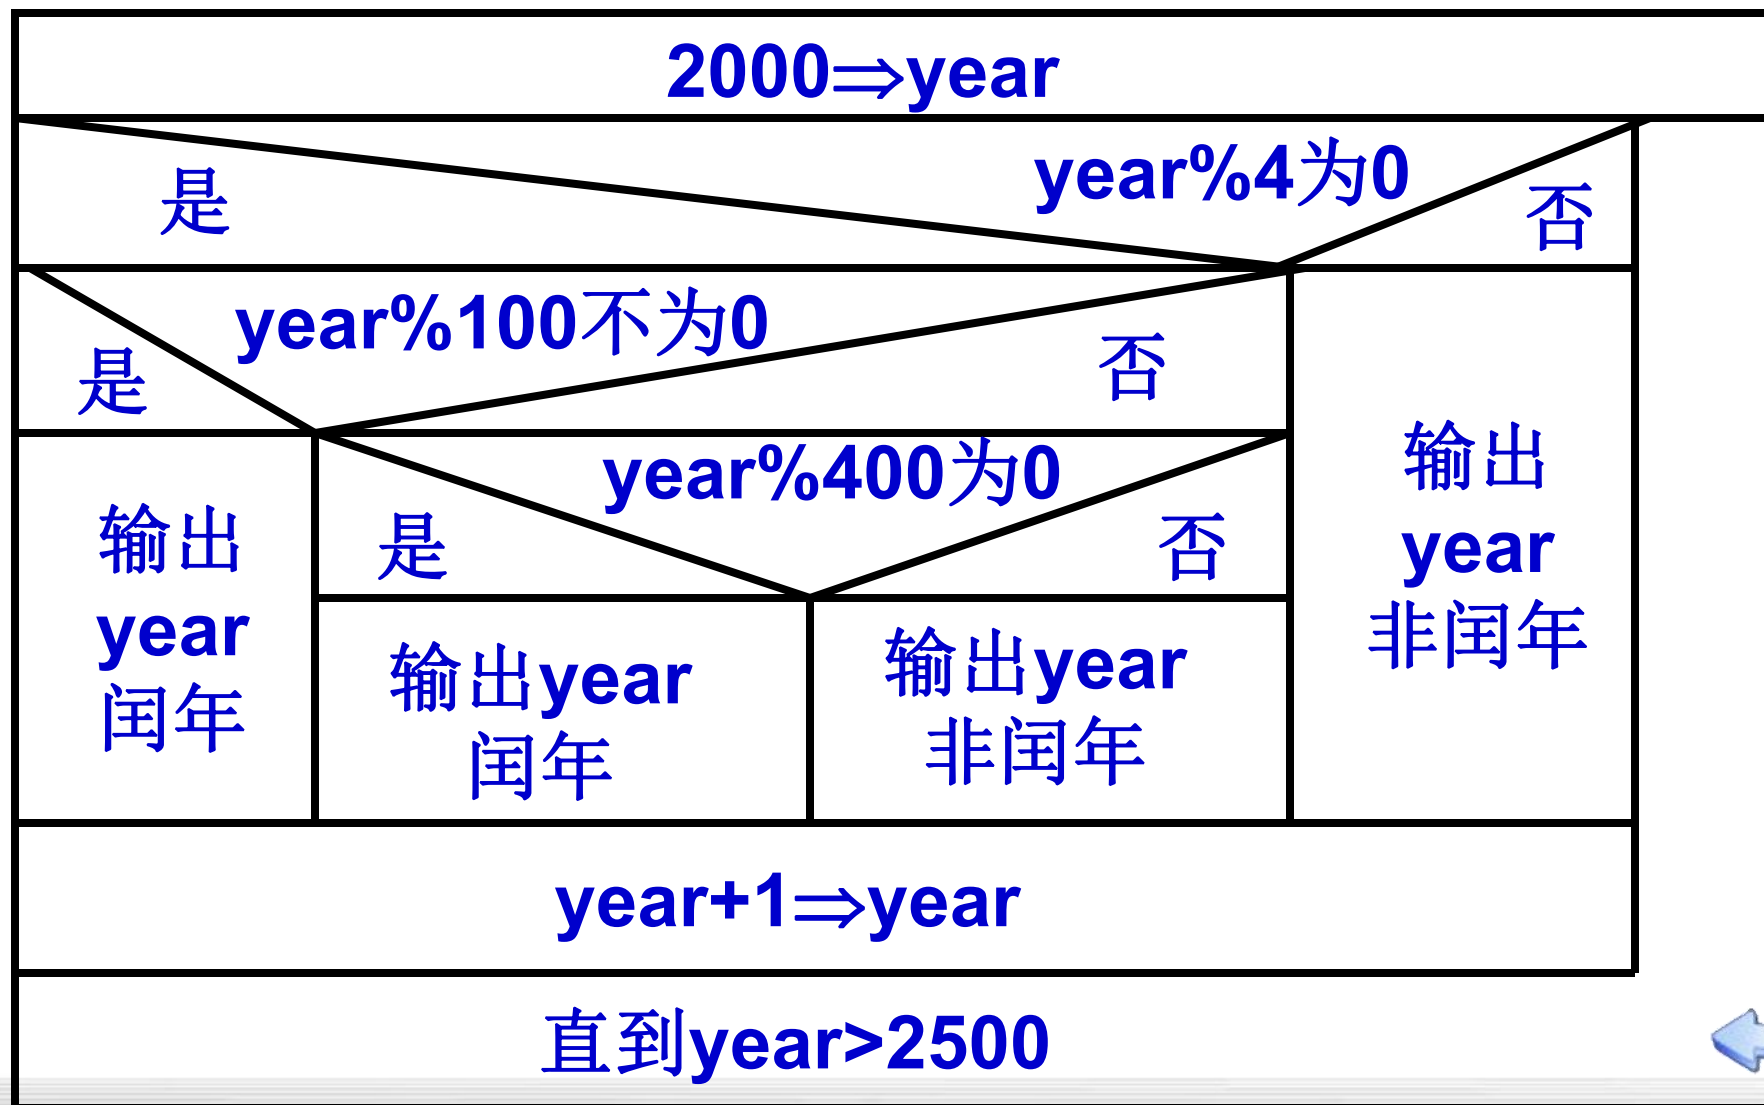 2000⇒year
year%4为0
是
否
year%100不为0
是
否
year%400为0
是
否
输出
year
闰年
输出year
闰年
输出year
非闰年
输出
year
非闰年
year+1⇒year
直到year>2500